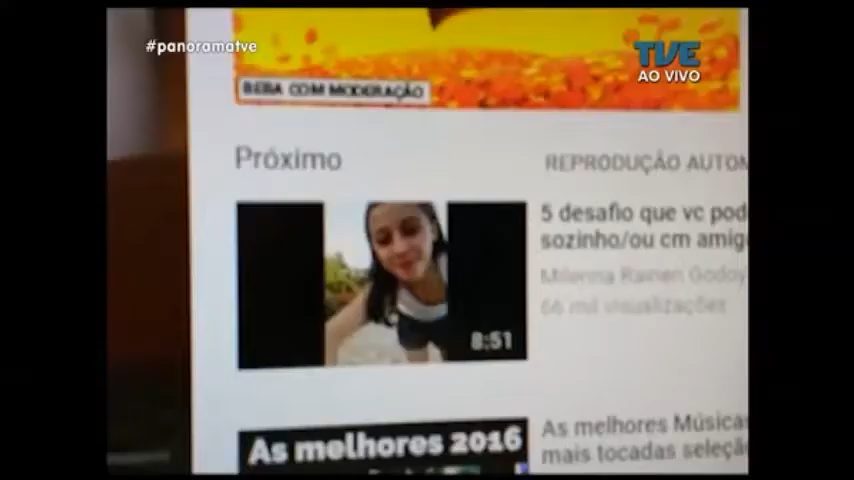 #panoramatve
TVE
AO VIVO
BEBA COM MODERAÇÃO
Próximo
REPRODUÇÃO AUTOM
5 desafio que vc pod
sozinho/ou cm amig
Milenna Rainen Godoy
66 mil visualizações
8:51
As melhores 2016
As melhores Música
mais tocadas seleçã